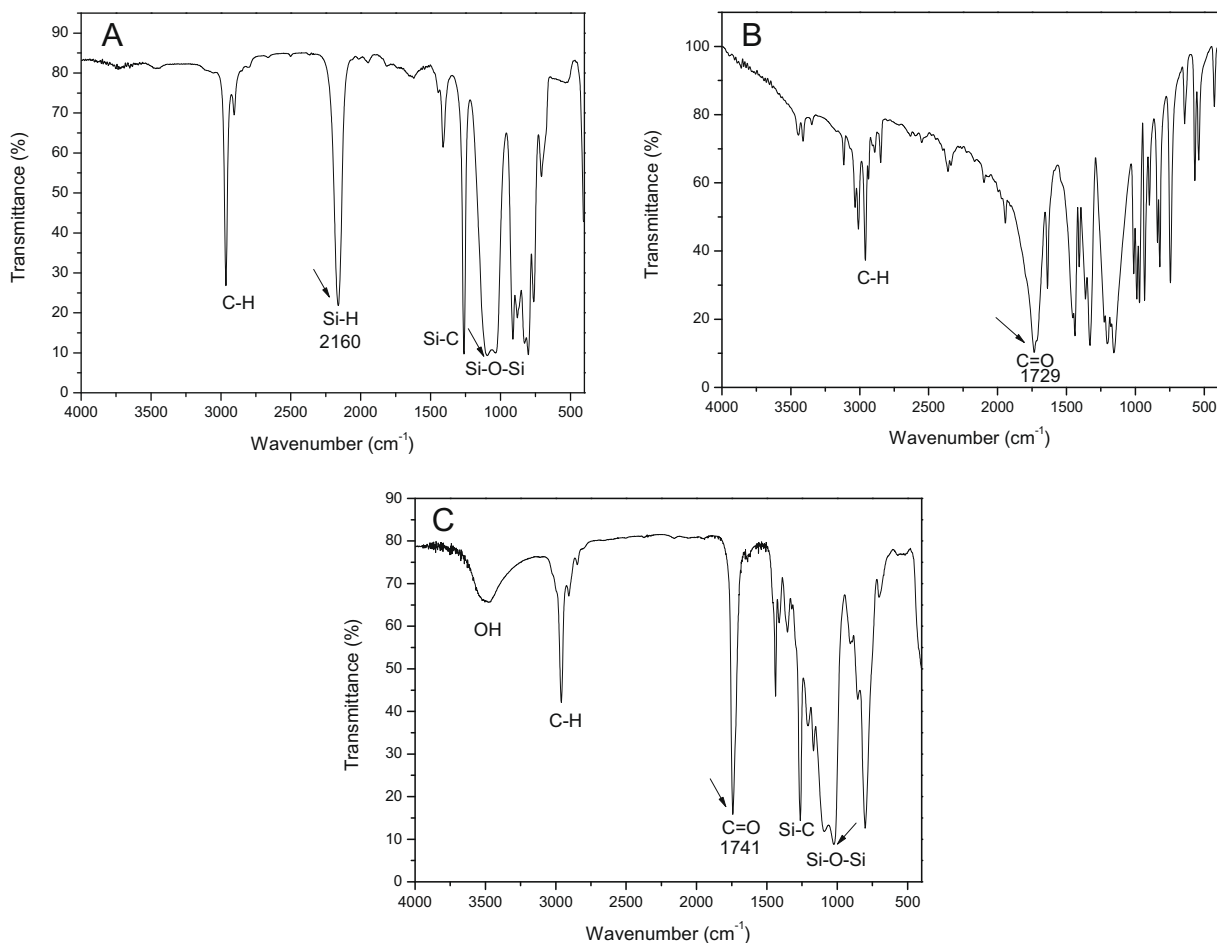 A
90
80
70
60
50
40
30
20
10
0
Transmittance (%)
C-H
Si-H
2160
Si-C
Si-O-Si
4000 3500 3000 2500 2000 1500 1000 500
Wavenumber (cm⁻¹)
B
100
80
60
40
20
0
Transmittance (%)
C-H
C=O
1729
4000 3500 3000 2500 2000 1500 1000 500
Wavenumber (cm⁻¹)
C
90
80
70
60
50
40
30
20
10
0
Transmittance (%)
OH
C-H
C=O
1741
Si-C
Si-O-Si
4000 3500 3000 2500 2000 1500 1000 500
Wavenumber (cm⁻¹)